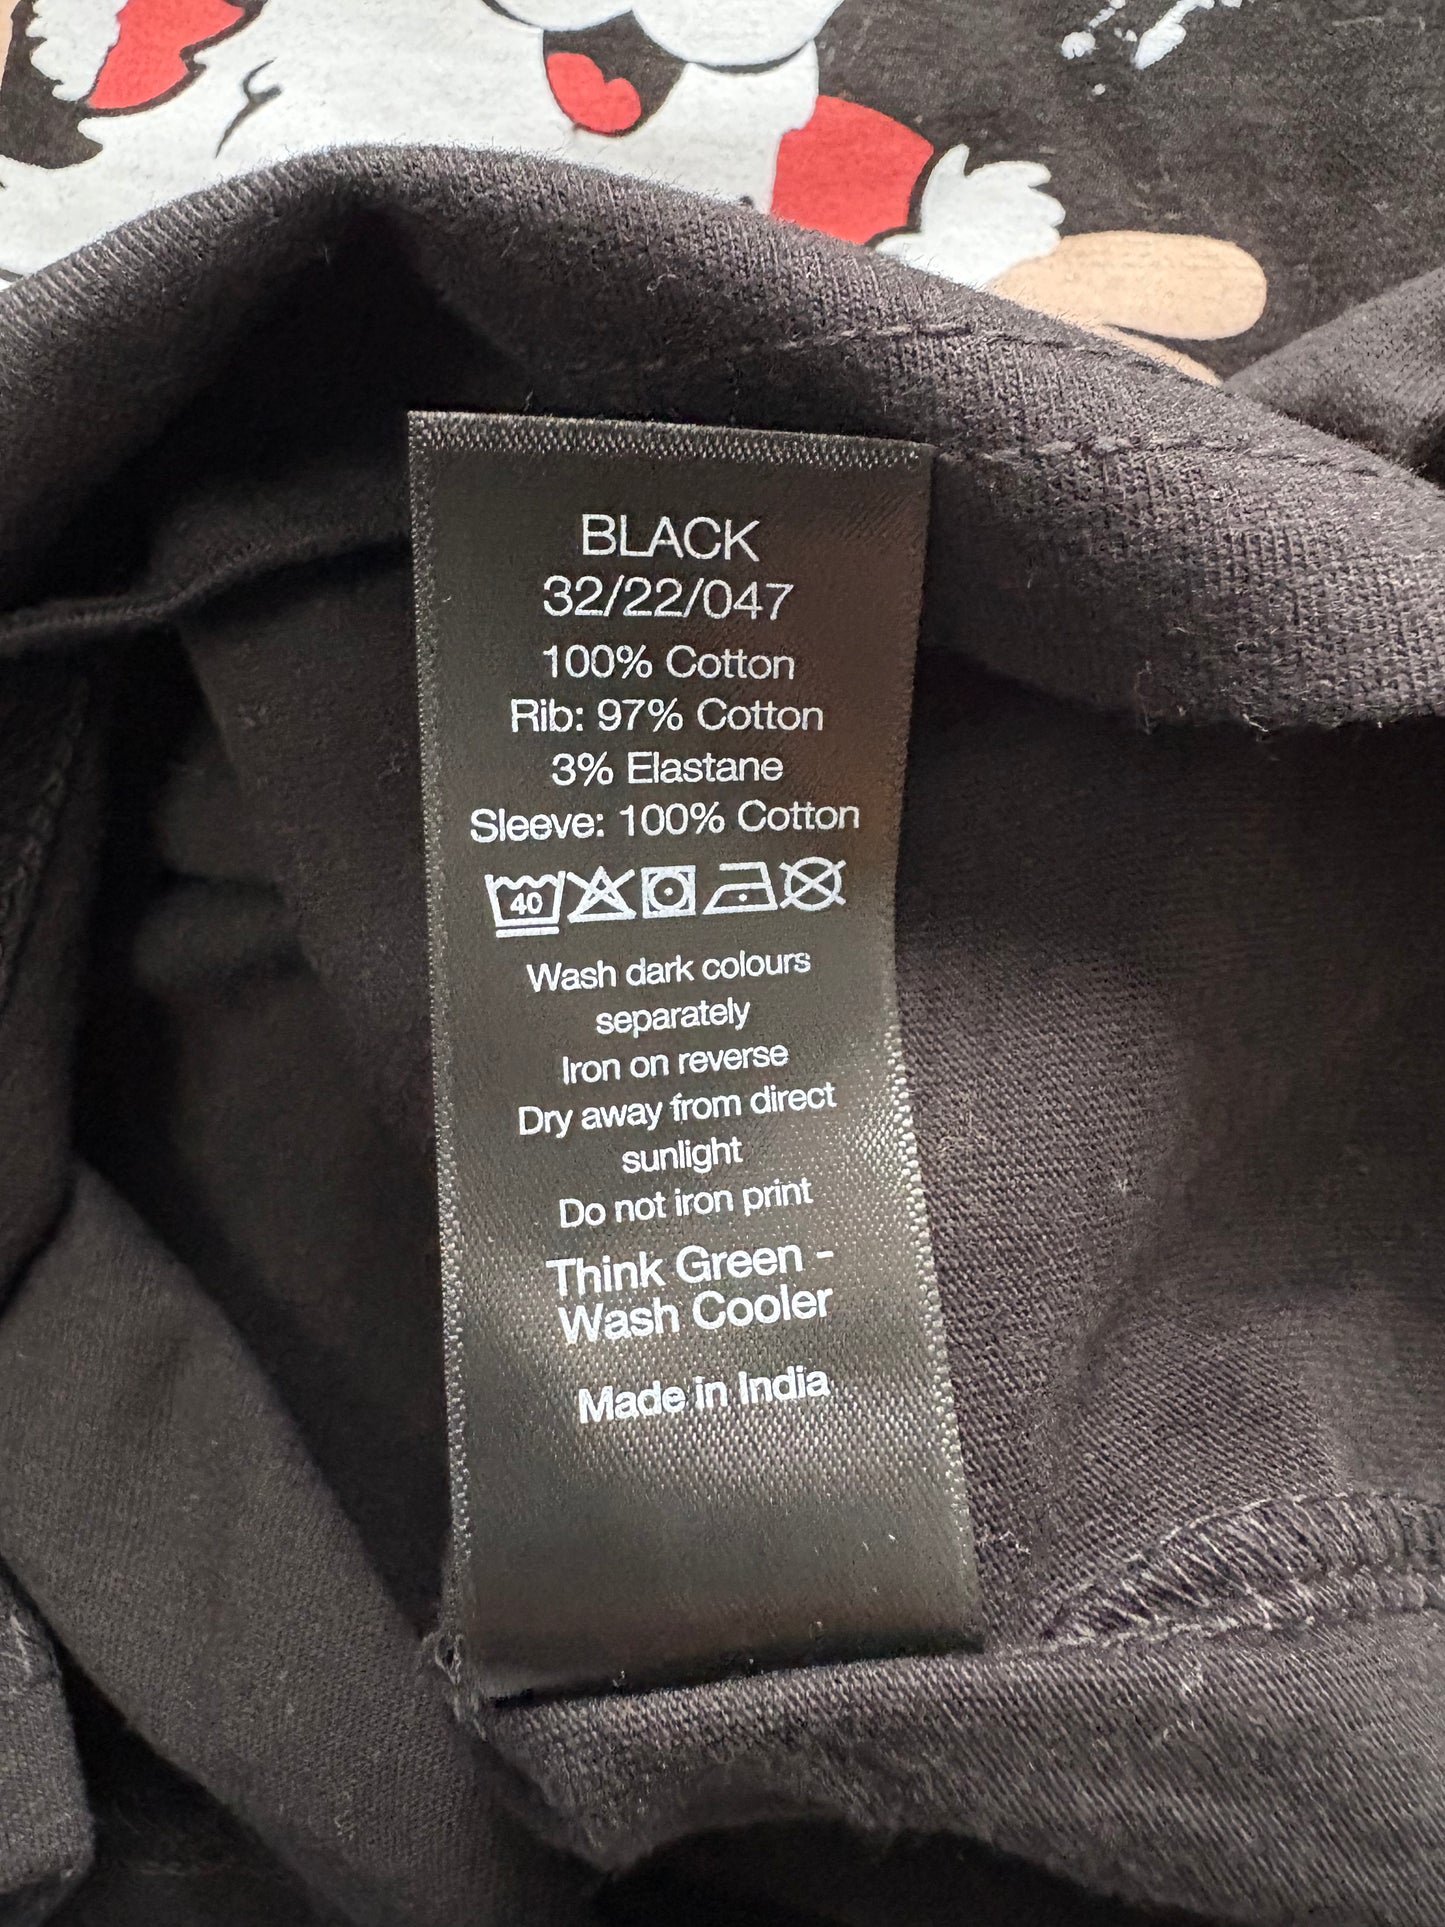 BLACK
32/22/047
100% Cotton
Rib: 97% Cotton
3% Elastane
Sleeve: 100% Cotton
40
Wash dark colours
separately
Iron on reverse
Dry away from direct
sunlight
Do not iron print
Think Green -
Wash Cooler
Made in India